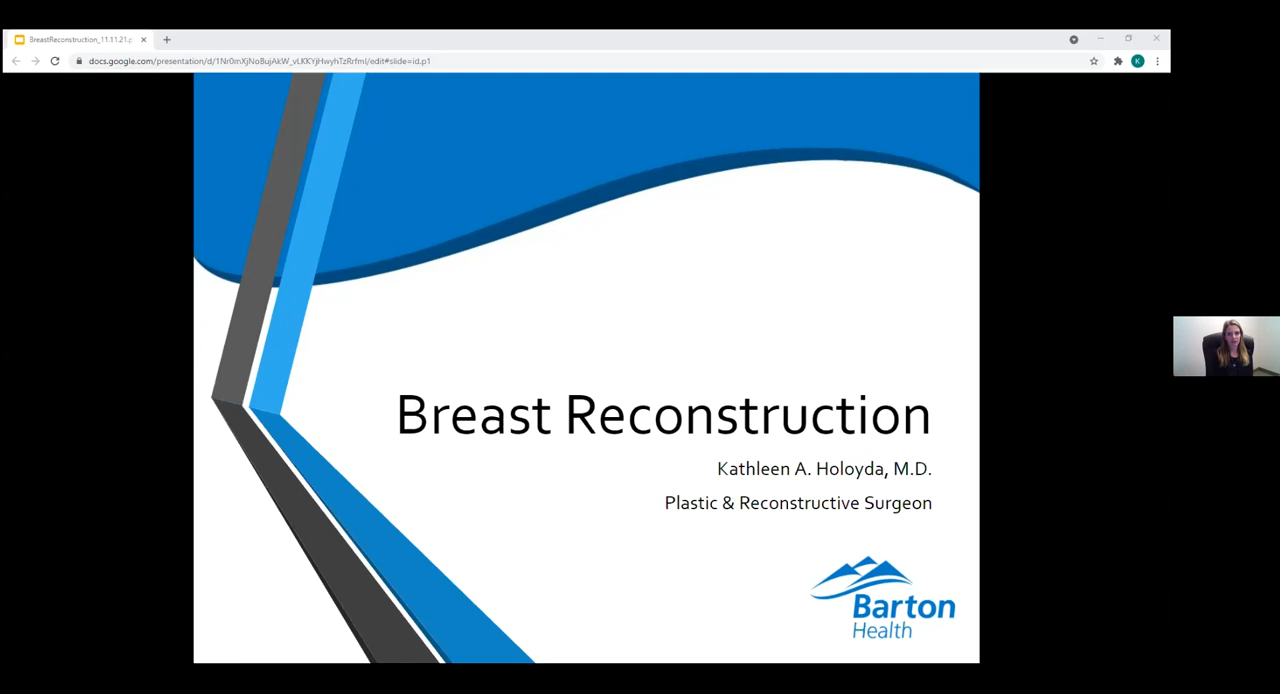 BreastReconstruction_11.11.21.p
docs.google.com/presentation/d/1Nr0mXjNoBujAkW_vLKKYjHwyhTzRrfmI/edit#slide=id.p1
K
Breast Reconstruction
Kathleen A. Holoyda, M.D.
Plastic & Reconstructive Surgeon
Barton
Health